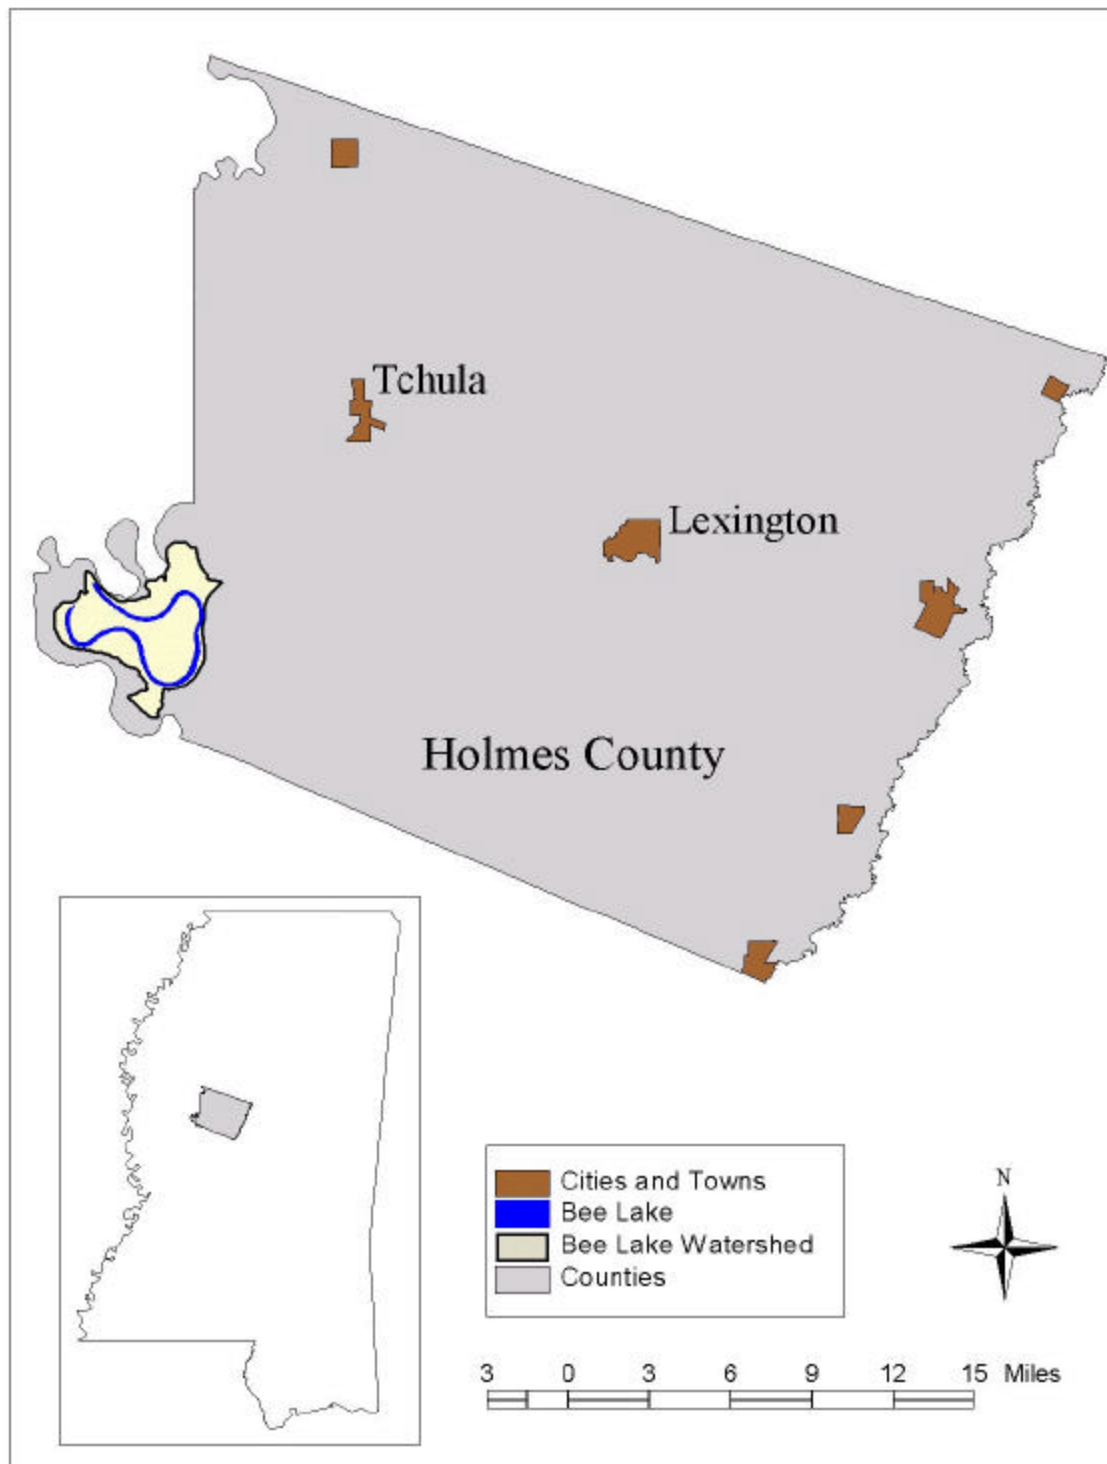 Tchula
Lexington
Holmes County
Cities and Towns
Bee Lake
Bee Lake Watershed
Counties
N
3 0 3 6 9 12 15 Miles